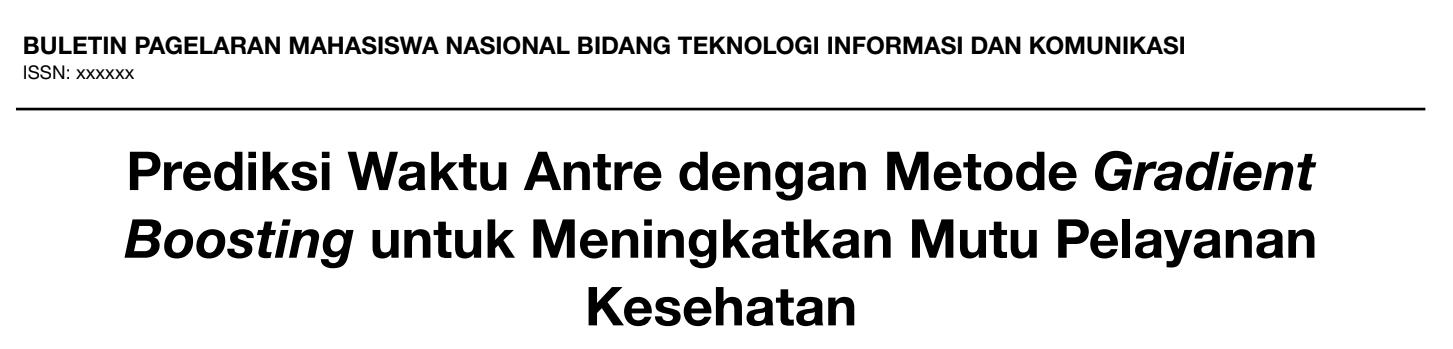 BULETIN PAGELARAN MAHASISWA NASIONAL BIDANG TEKNOLOGI INFORMASI DAN KOMUNIKASI
ISSN: xxxxxx
Prediksi Waktu Antre dengan Metode Gradient
Boosting untuk Meningkatkan Mutu Pelayanan
Kesehatan